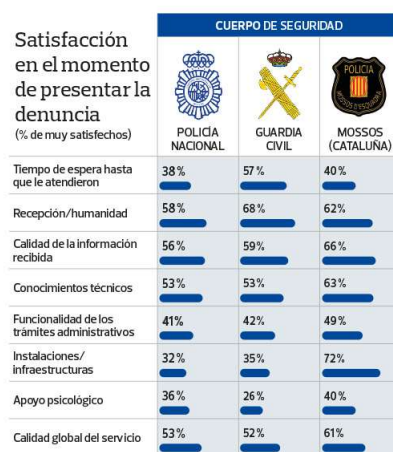 Satisfacción
en el momento
de presentar la
denuncia
(% de muy satisfechos)
CUERPO DE SEGURIDAD
POLICÍA
NACIONAL
GUARDIA
CIVIL
POLICIA
MOSSOS D'ESQUADRA
MOSSOS
(CATALUÑA)
Tiempo de espera hasta
que le atendieron
38% 57% 40%
Recepción/humanidad 58% 68% 62%
Calidad de la información
recibida
56% 59% 66%
Conocimientos técnicos 53% 53% 63%
Funcionalidad de los
trámites administrativos
41% 42% 49%
Instalaciones/
infraestructuras
32% 35% 72%
Apoyo psicológico 36% 26% 40%
Calidad global del servicio 53% 52% 61%